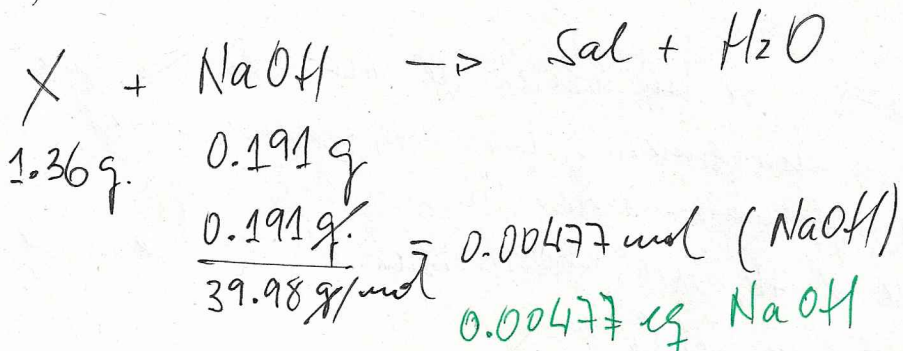 X + NaOH -> Sal + H2O
1.36 g. 0.191 g
0.191 g. = 0.00477 mol (NaOH)
39.98 g/mol
0.00477 eq NaOH